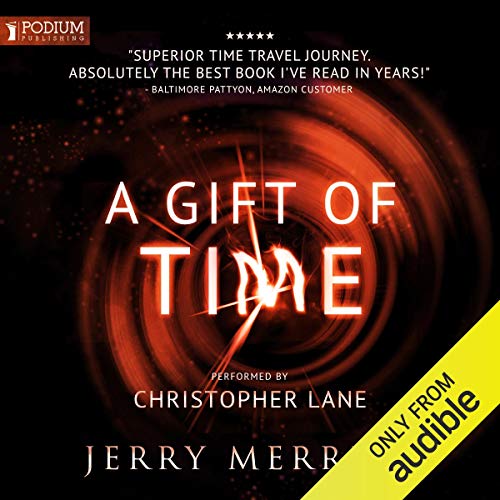 PODIUM
PUBLISHING
★★★★★
"SUPERIOR TIME TRAVEL JOURNEY.
ABSOLUTELY THE BEST BOOK I'VE READ IN YEARS!"
- BALTIMORE PATTYON, AMAZON CUSTOMER
A GIFT OF
TIME
PERFORMED BY
CHRISTOPHER LANE
JERRY
ONLY FROM
audible